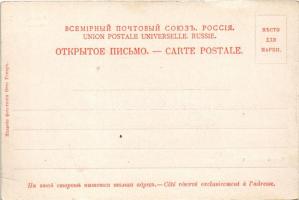 ВСЕМІРНЫЙ ПОЧТОВЫЙ СОЮЗЪ. РОССІЯ.
UNION POSTALE UNIVERSELLE. RUSSIE.
ОТКРЫТОЕ ПИСЬМО. — CARTE POSTALE.
МѢСТО
ДЛЯ
МАРКИ.
На этой сторонѣ пишется только адресъ.—Côté réservé exclusivement à l'adresse.